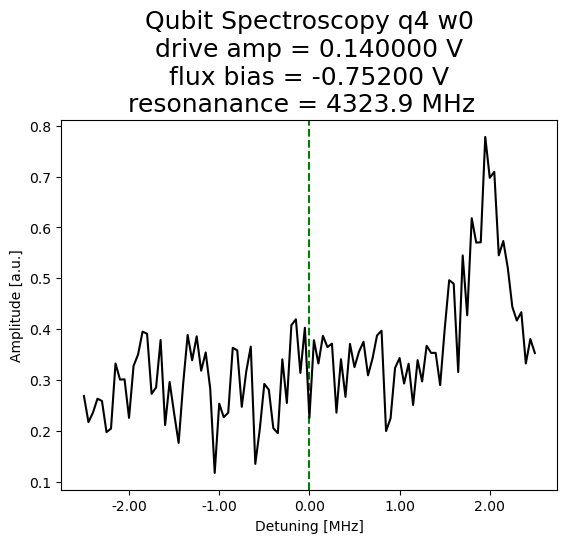 Qubit Spectroscopy q4 w0
drive amp = 0.140000 V
flux bias = -0.75200 V
resonanance = 4323.9 MHz
0.8
0.7
0.6
0.5
0.4
0.3
0.2
0.1
Amplitude [a.u.]
-2.00 -1.00 0.00 1.00 2.00
Detuning [MHz]